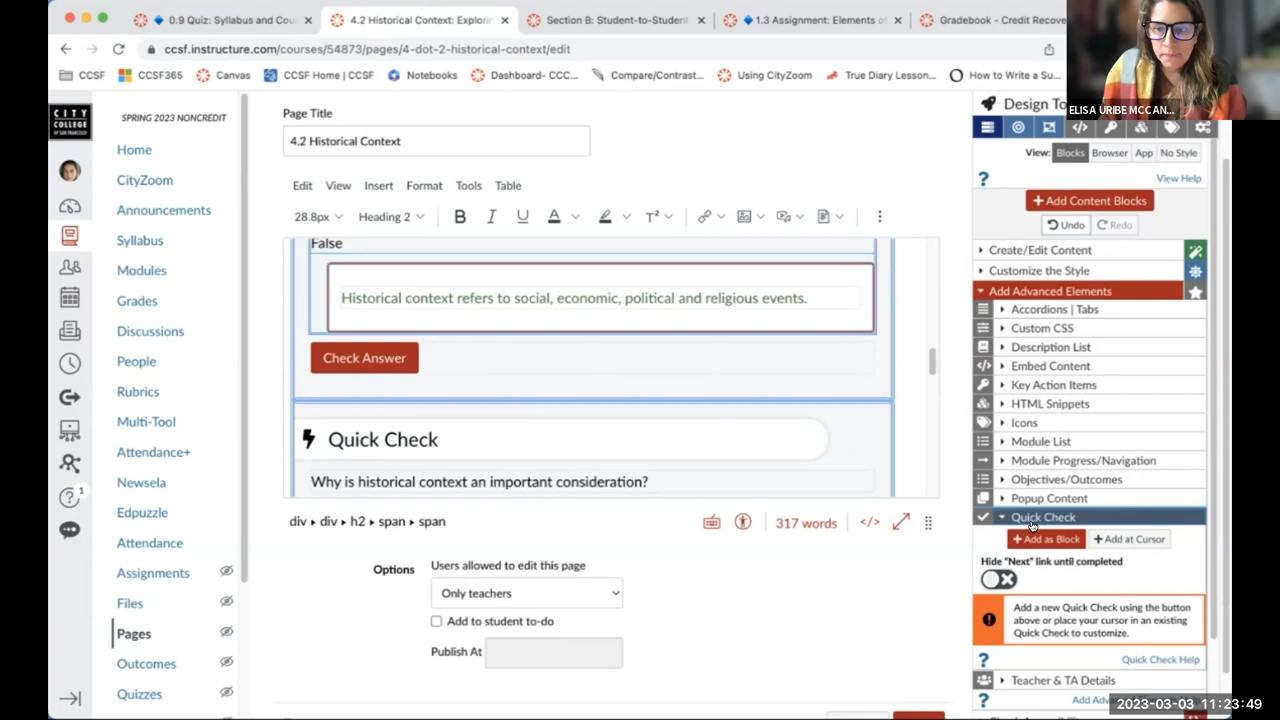 0.9 Quiz: Syllabus and Cou
4.2 Historical Context: Explorin
Section B: Student-to-Student
1.3 Assignment: Elements of
Gradebook - Credit Recove
ccsf.instructure.com/courses/54873/pages/4-dot-2-historical-context/edit
CCSF
CCSF365
Canvas
CCSF Home | CCSF
Notebooks
Dashboard- CCC...
Compare/Contrast...
Using CityZoom
True Diary Lesson...
How to Write a Su...
ELISA URIBE MCCAN...
CITY
COLLEGE
OF SAN FRANCISCO
SPRING 2023 NONCREDIT
Home
CityZoom
Announcements
Syllabus
Modules
Grades
Discussions
People
Rubrics
Multi-Tool
Attendance+
Newsela
Edpuzzle
Attendance
Assignments
Files
Pages
Outcomes
Quizzes
1
Page Title
4.2 Historical Context
Edit View Insert Format Tools Table
28.8px Heading 2 B I U A T²
False
Historical context refers to social, economic, political and religious events.
Check Answer
Quick Check
Why is historical context an important consideration?
div ▸ div ▸ h2 ▸ span ▸ span
317 words </>
Options
Users allowed to edit this page
Only teachers
Add to student to-do
Publish At
Design To
View: Blocks Browser App No Style
? View Help
+ Add Content Blocks
Undo Redo
Create/Edit Content
Customize the Style
Add Advanced Elements
Accordions | Tabs
Custom CSS
Description List
Embed Content
Key Action Items
HTML Snippets
Icons
Module List
Module Progress/Navigation
Objectives/Outcomes
Popup Content
Quick Check
+ Add as Block + Add at Cursor
Hide "Next" link until completed
Add a new Quick Check using the button
above or place your cursor in an existing
Quick Check to customize.
? Quick Check Help
Teacher & TA Details
? Add Adva
2023-03-03 11:23:49